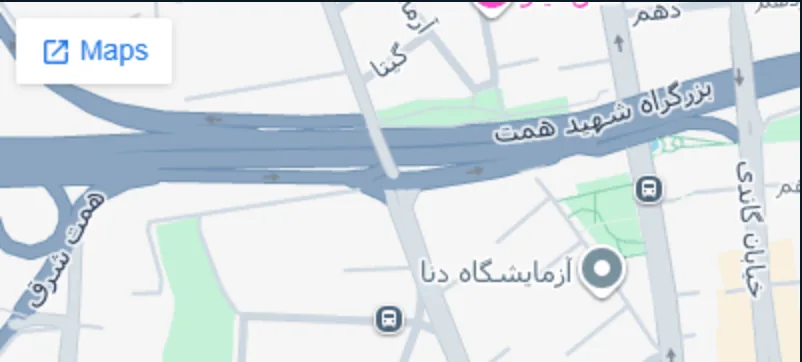 Maps
دهم
گیتا
بزرگراه شهید همت
خیابان گاندی
همت شرق
آزمایشگاه دنا